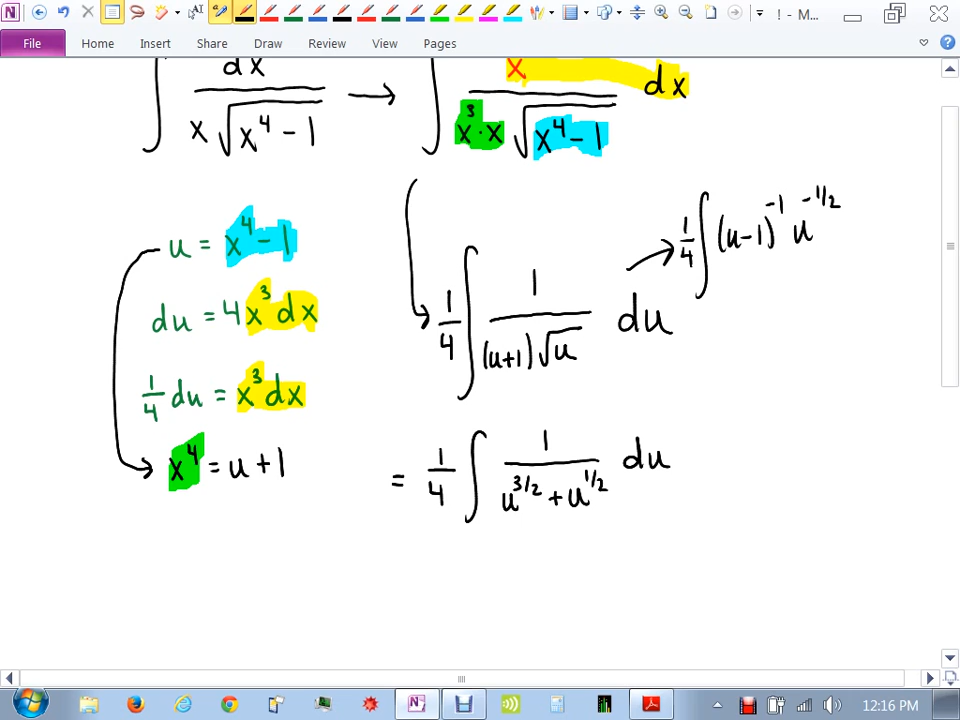 ! - M...
File Home Insert Share Draw Review View Pages
∫ dx / (x √(x⁴ − 1)) → ∫ x / (x³ · x √(x⁴ − 1)) dx
u = x⁴ − 1
du = 4x³dx
1/4 du = x³dx
x⁴ = u + 1
1/4 ∫ 1 / ((u+1)√u) du
→ 1/4 ∫ (u−1)⁻¹ u^(−1/2)
= 1/4 ∫ 1 / (u^(3/2) + u^(1/2)) du
12:16 PM